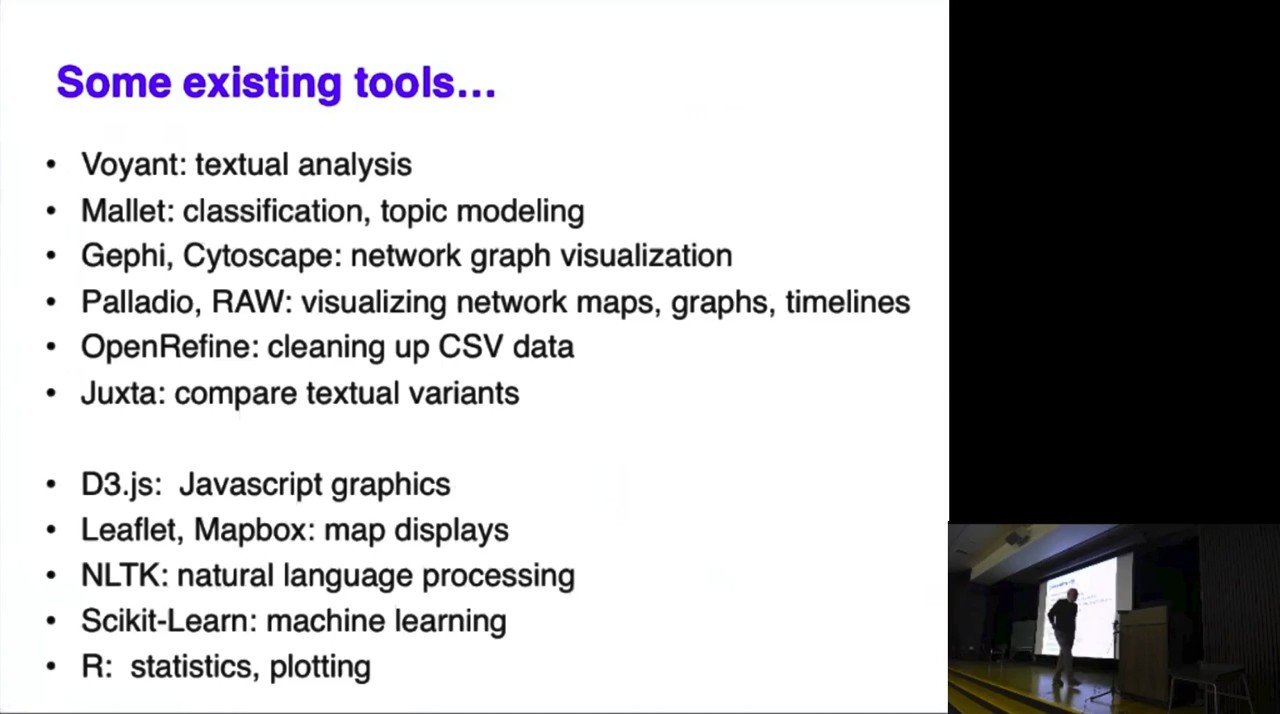 Some existing tools...
• Voyant: textual analysis
• Mallet: classification, topic modeling
• Gephi, Cytoscape: network graph visualization
• Palladio, RAW: visualizing network maps, graphs, timelines
• OpenRefine: cleaning up CSV data
• Juxta: compare textual variants
• D3.js:  Javascript graphics
• Leaflet, Mapbox: map displays
• NLTK: natural language processing
• Scikit-Learn: machine learning
• R:  statistics, plotting